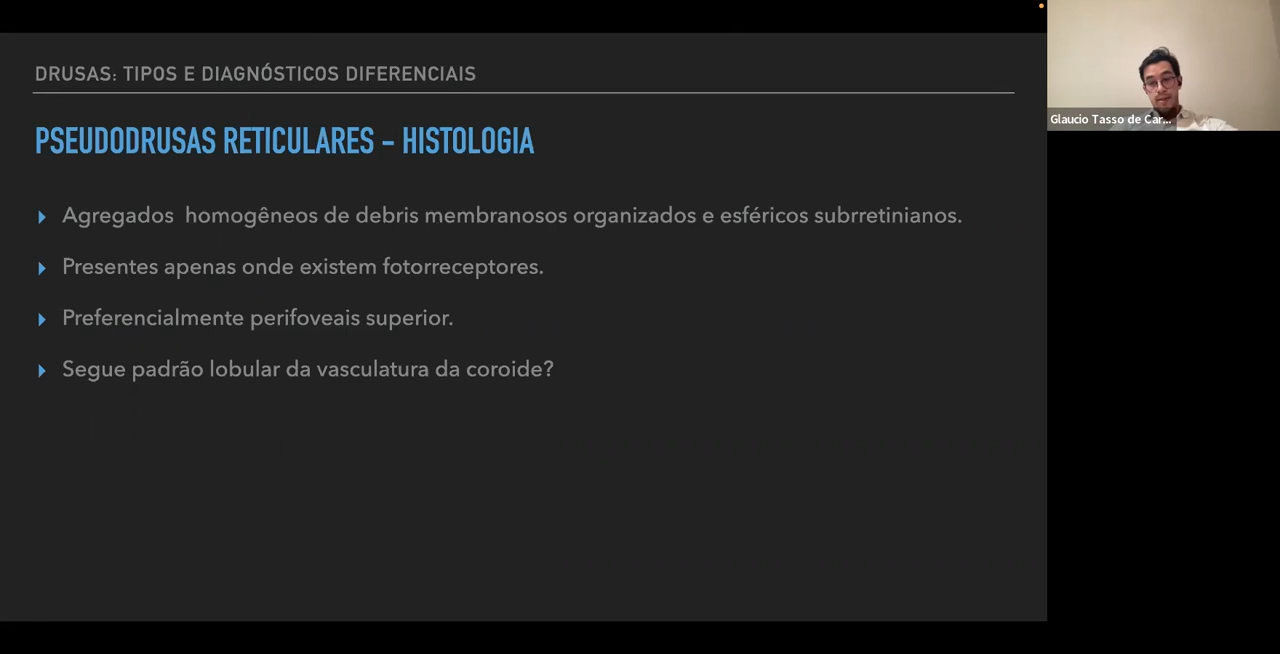 DRUSAS: TIPOS E DIAGNÓSTICOS DIFERENCIAIS
PSEUDODRUSAS RETICULARES – HISTOLOGIA
Agregados homogêneos de debris membranosos organizados e esféricos subrretinianos.
Presentes apenas onde existem fotorreceptores.
Preferencialmente perifoveais superior.
Segue padrão lobular da vasculatura da coroide?
Glaucio Tasso de Car...